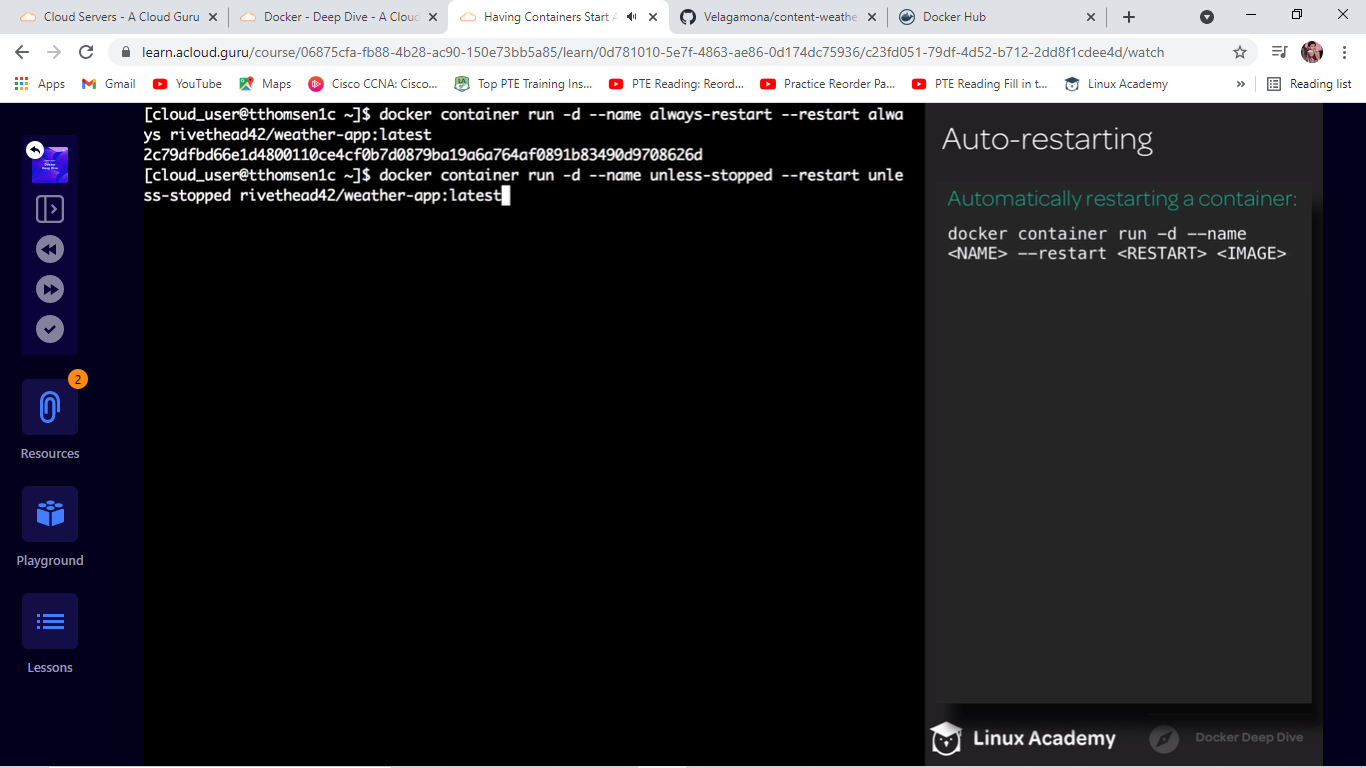 Cloud Servers - A Cloud Guru
Docker - Deep Dive - A Cloud
Having Containers Start A
Velagamona/content-weathe
Docker Hub
learn.acloud.guru/course/06875cfa-fb88-4b28-ac90-150e73bb5a85/learn/0d781010-5e7f-4863-ae86-0d174dc75936/c23fd051-79df-4d52-b712-2dd8f1cdee4d/watch
Apps
Gmail
YouTube
Maps
Cisco CCNA: Cisco...
Top PTE Training Ins...
PTE Reading: Reord...
Practice Reorder Pa...
PTE Reading Fill in t...
Linux Academy
»
Reading list
[cloud_user@tthomsen1c ~]$ docker container run -d --name always-restart --restart alwa
ys rivethead42/weather-app:latest
2c79dfbd66e1d4800110ce4cf0b7d0879ba19a6a764af0891b83490d9708626d
[cloud_user@tthomsen1c ~]$ docker container run -d --name unless-stopped --restart unle
ss-stopped rivethead42/weather-app:latest
Auto-restarting
Automatically restarting a container:
docker container run -d --name
<NAME> --restart <RESTART> <IMAGE>
2
Resources
Playground
Lessons
Linux Academy
Docker Deep Dive